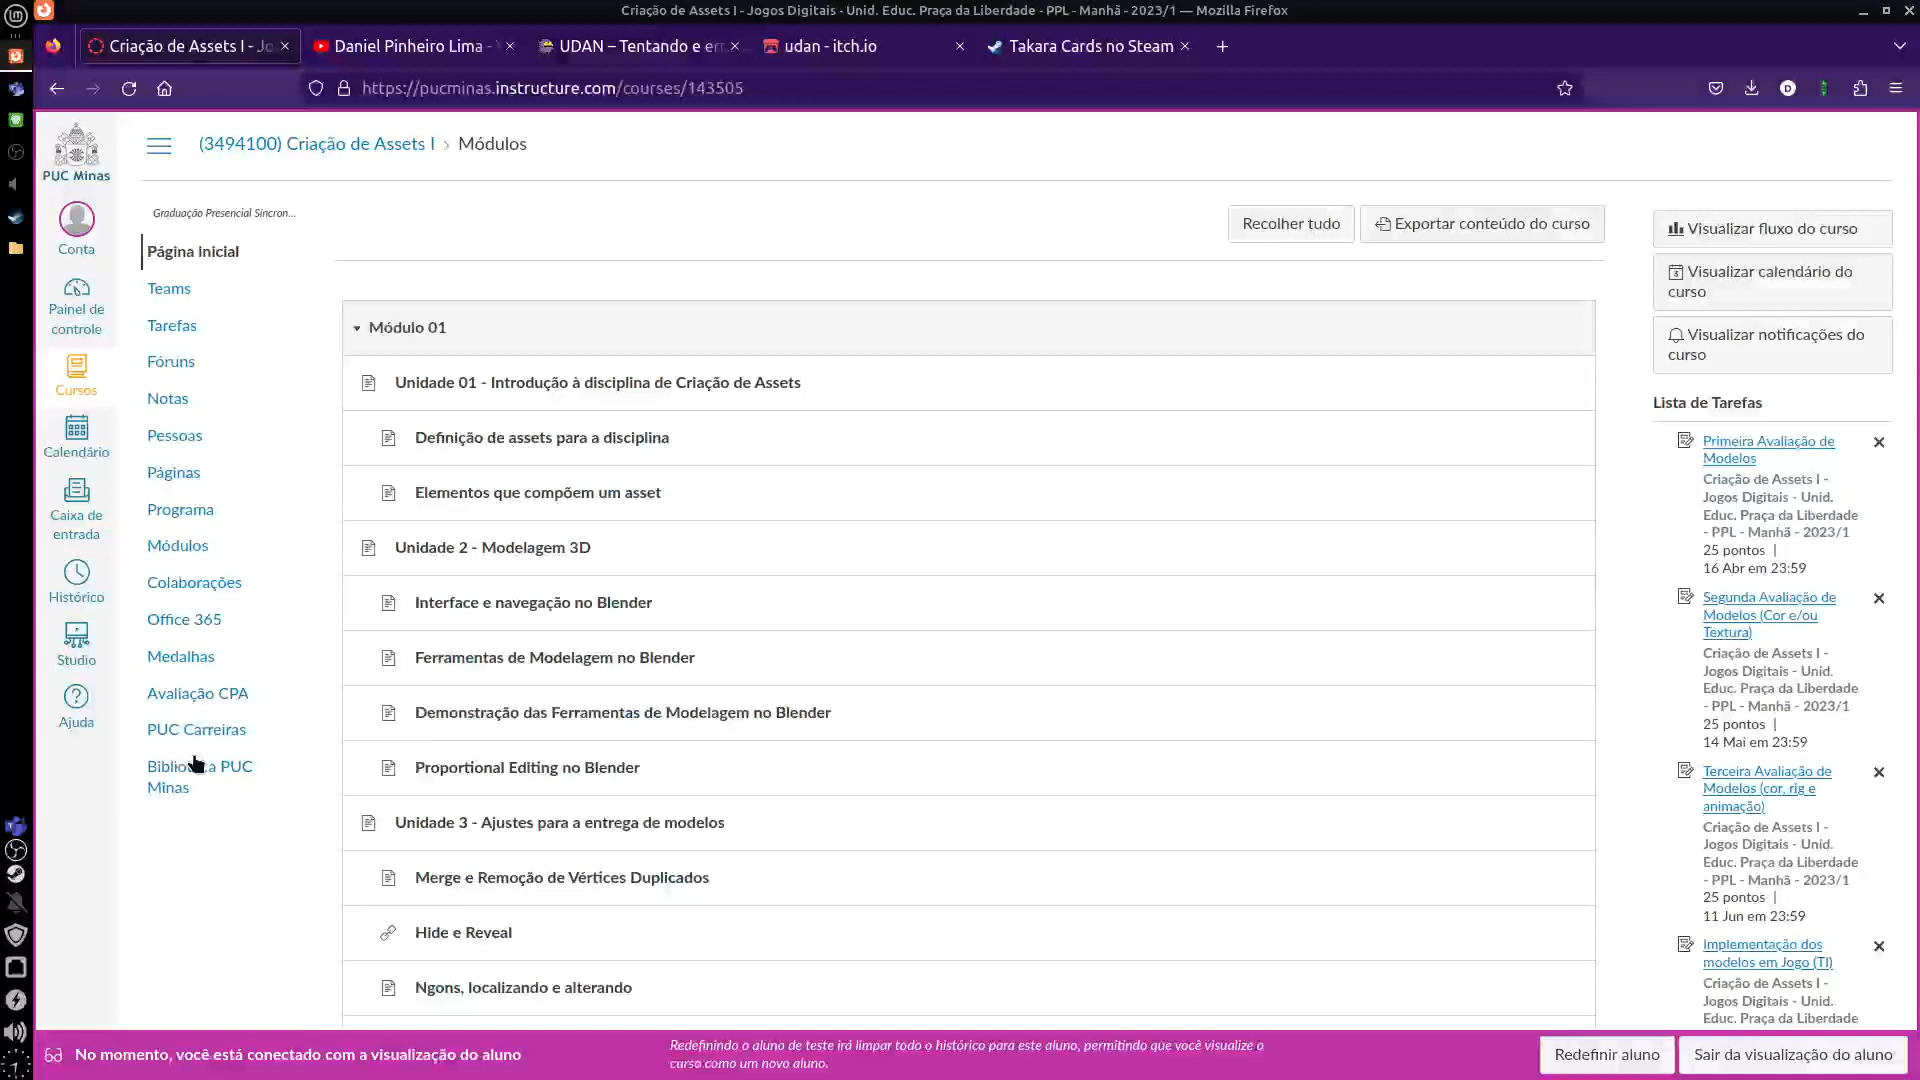 Criação de Assets I - Jogos Digitais - Unid. Educ. Praça da Liberdade - PPL - Manhã - 2023/1 — Mozilla Firefox
Criação de Assets I - Jo
Daniel Pinheiro Lima -
UDAN – Tentando e er
udan - itch.io
Takara Cards no Steam
https://pucminas.instructure.com/courses/143505
PUC Minas
Conta
Painel de
controle
Cursos
Calendário
Caixa de
entrada
Histórico
Studio
Ajuda
(3494100) Criação de Assets I › Módulos
Graduação Presencial Síncron...
Página inicial
Teams
Tarefas
Fóruns
Notas
Pessoas
Páginas
Programa
Módulos
Colaborações
Office 365
Medalhas
Avaliação CPA
PUC Carreiras
PUC
Minas
Recolher tudo
Exportar conteúdo do curso
Módulo 01
Unidade 01 - Introdução à disciplina de Criação de Assets
Definição de assets para a disciplina
Elementos que compõem um asset
Unidade 2 - Modelagem 3D
Interface e navegação no Blender
Ferramentas de Modelagem no Blender
Demonstração das Ferramentas de Modelagem no Blender
Proportional Editing no Blender
Unidade 3 - Ajustes para a entrega de modelos
Merge e Remoção de Vértices Duplicados
Hide e Reveal
Ngons, localizando e alterando
Visualizar fluxo do curso
Visualizar calendário do
curso
Visualizar notificações do
curso
Lista de Tarefas
Primeira Avaliação de
Modelos
Criação de Assets I -
Jogos Digitais - Unid.
Educ. Praça da Liberdade
- PPL - Manhã - 2023/1
25 pontos |
16 Abr em 23:59
Segunda Avaliação de
Modelos (Cor e/ou
Textura)
Criação de Assets I -
Jogos Digitais - Unid.
Educ. Praça da Liberdade
- PPL - Manhã - 2023/1
25 pontos |
14 Mai em 23:59
Terceira Avaliação de
Modelos (cor, rig e
animação)
Criação de Assets I -
Jogos Digitais - Unid.
Educ. Praça da Liberdade
- PPL - Manhã - 2023/1
25 pontos |
11 Jun em 23:59
Implementação dos
modelos em Jogo (TI)
Criação de Assets I -
Jogos Digitais - Unid.
Educ. Praça da Liberdade
No momento, você está conectado com a visualização do aluno
Redefinindo o aluno de teste irá limpar todo o histórico para este aluno, permitindo que você visualize o
curso como um novo aluno.
Redefinir aluno
Sair da visualização do aluno